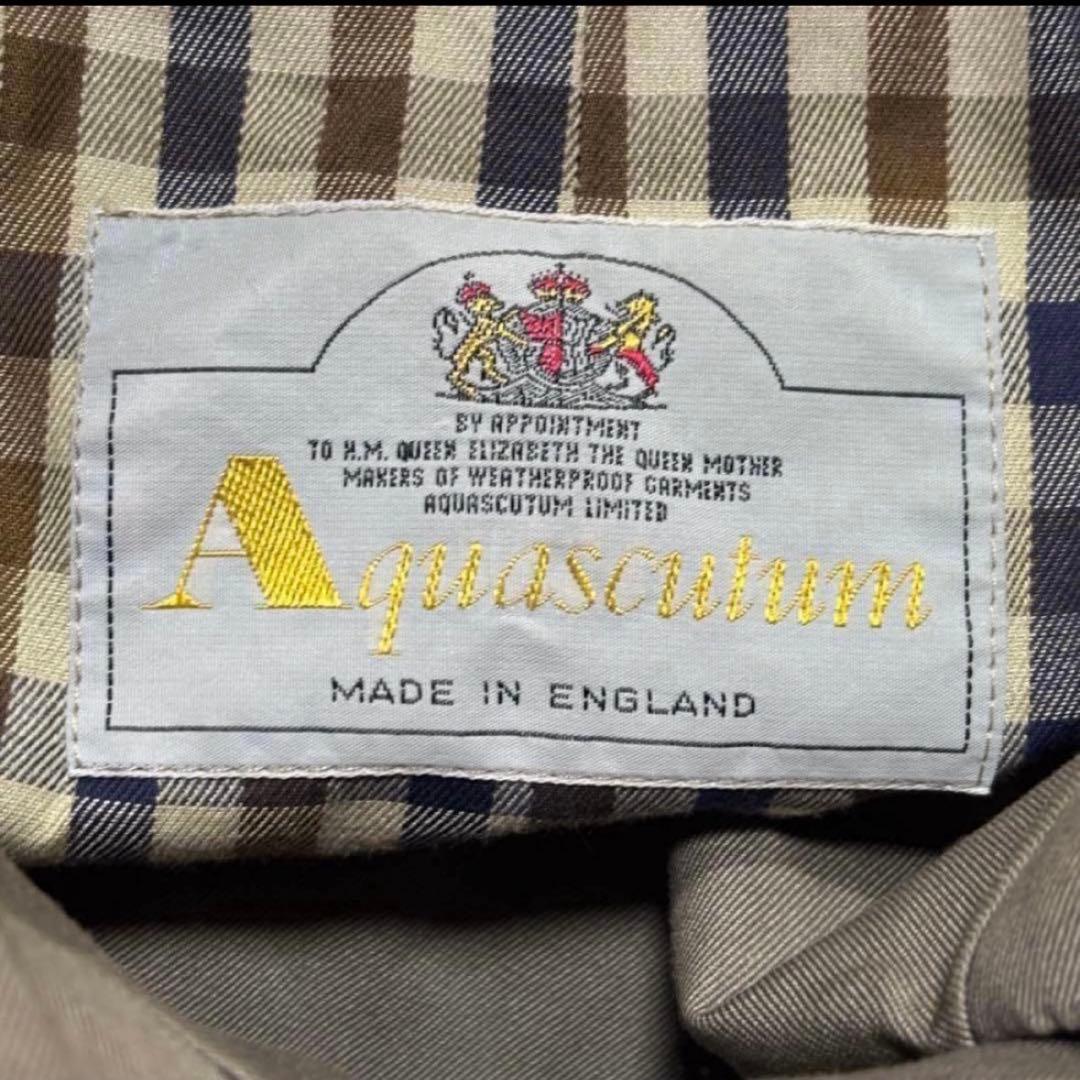 BY APPOINTMENT
TO H.M. QUEEN ELIZABETH THE QUEEN MOTHER
MAKERS OF WEATHERPROOF GARMENTS
AQUASCUTUM LIMITED
Aquascutum
MADE IN ENGLAND